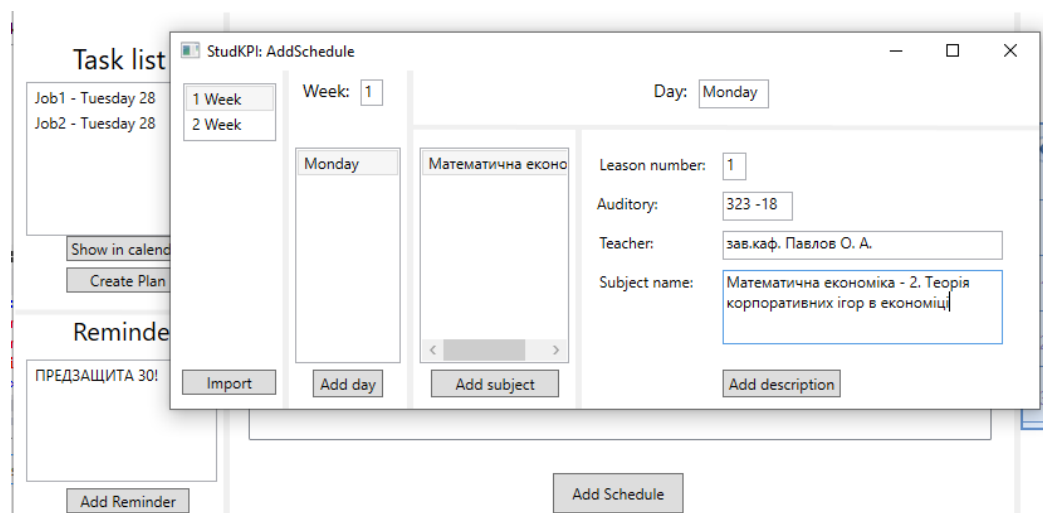 Task list
Job1 - Tuesday 28
Job2 - Tuesday 28
Show in calend
Create Plan
Reminde
ПРЕДЗАЩИТА 30!
Add Reminder
StudKPI: AddSchedule
1 Week
2 Week
Import
Week: 1
Monday
Add day
Day: Monday
Математична еконо
Add subject
Leason number: 1
Auditory: 323 -18
Teacher: зав.каф. Павлов О. А.
Subject name: Математична економіка - 2. Теорія
корпоративних ігор в економіці
Add description
Add Schedule